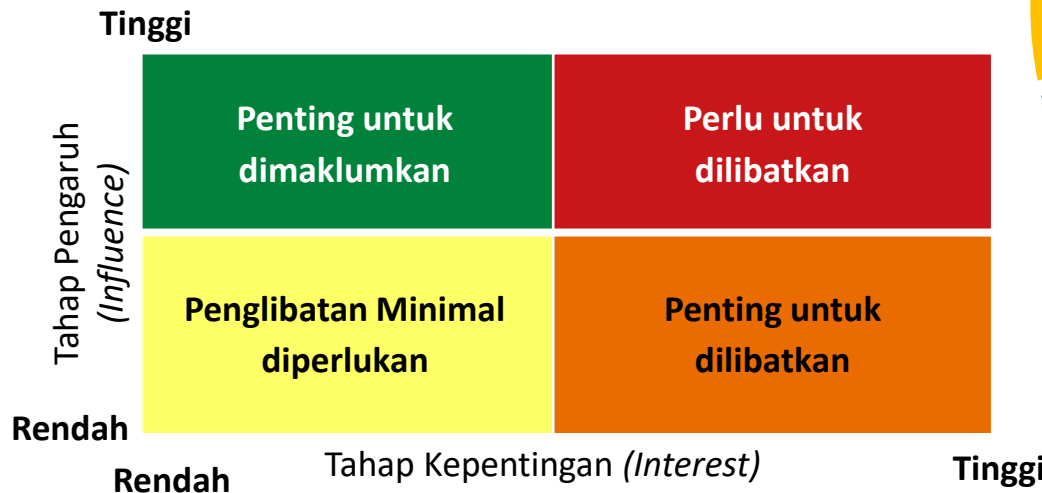 Tinggi
Penting untuk
dimaklumkan
Perlu untuk
dilibatkan
Tahap Pengaruh
(Influence)
Penglibatan Minimal
diperlukan
Penting untuk
dilibatkan
Rendah
Rendah
Tahap Kepentingan (Interest)
Tinggi